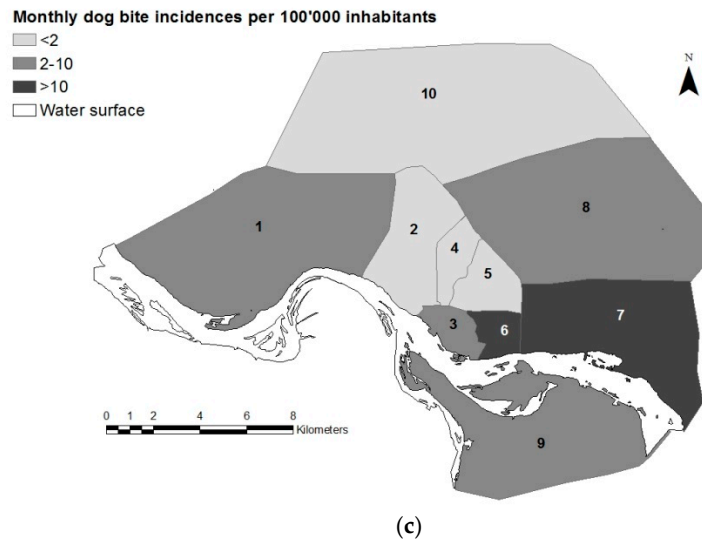 Monthly dog bite incidences per 100'000 inhabitants
<2
2-10
>10
Water surface
N
10
1
2
8
4
5
3
6
7
9
0 1 2 4 6 8
Kilometers
(c)